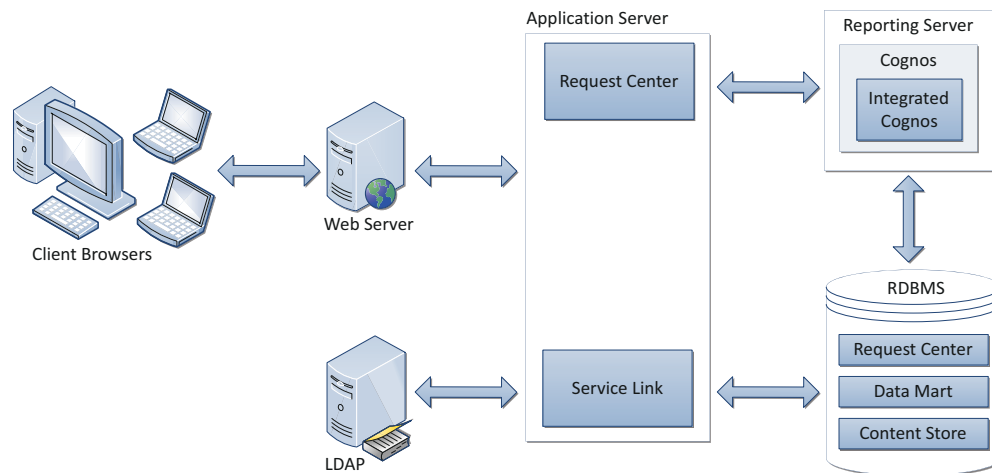 Application Server
Request Center
Service Link
Reporting Server
Cognos
Integrated
Cognos
Client Browsers
Web Server
LDAP
RDBMS
Request Center
Data Mart
Content Store